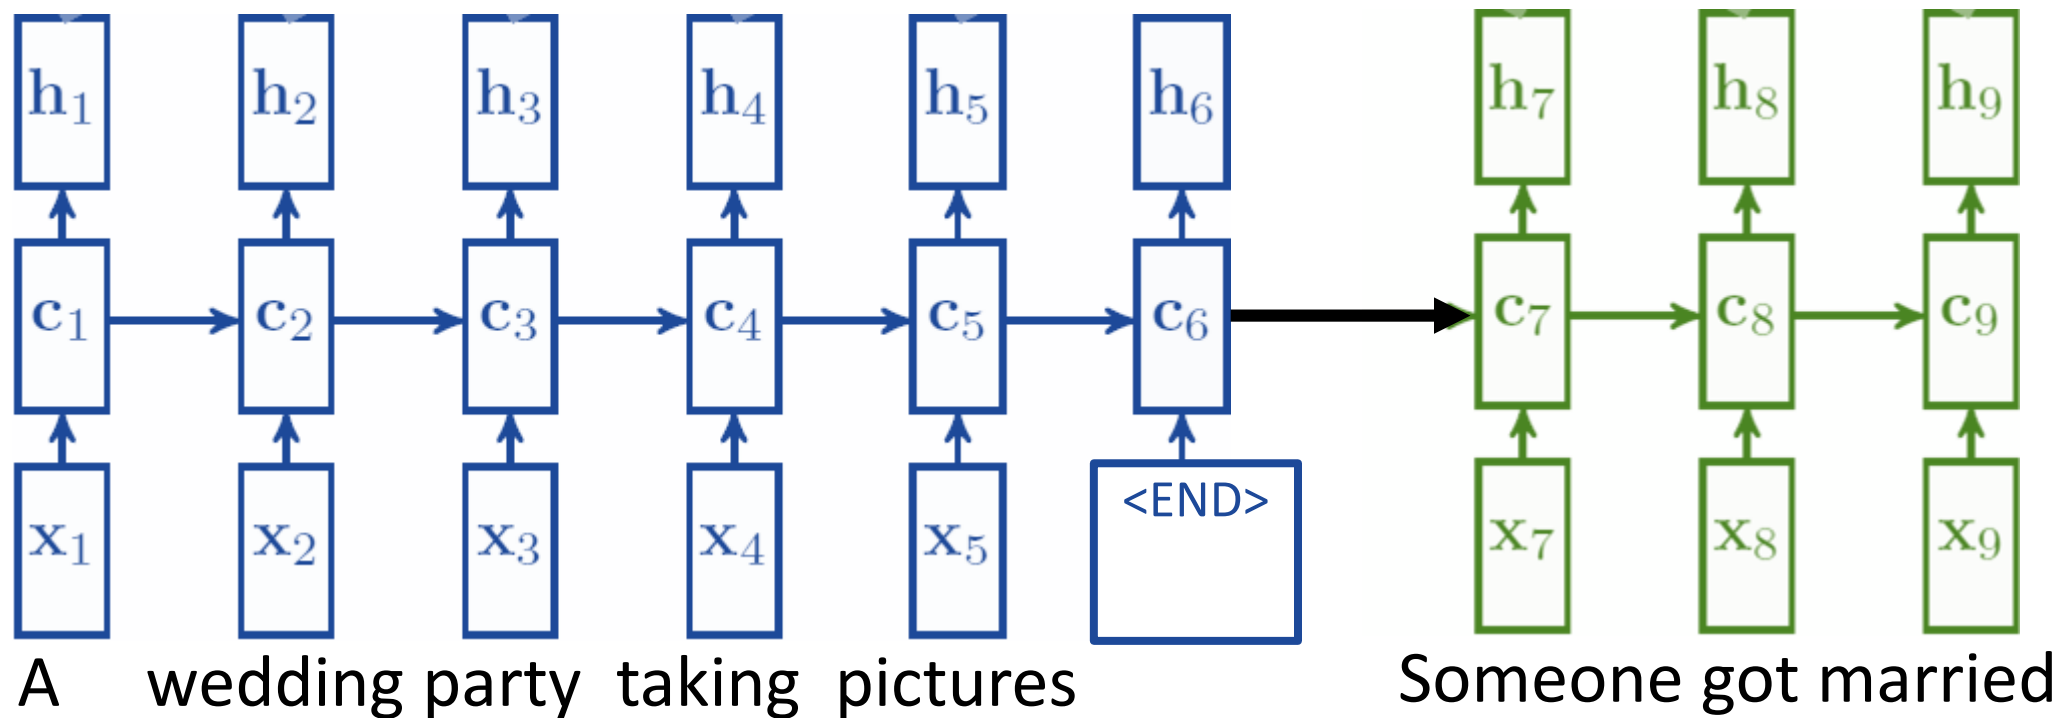 h1 h2 h3 h4 h5 h6 h7 h8 h9
c1 c2 c3 c4 c5 c6 c7 c8 c9
<END>
x1 x2 x3 x4 x5 x7 x8 x9
A wedding party taking pictures Someone got married